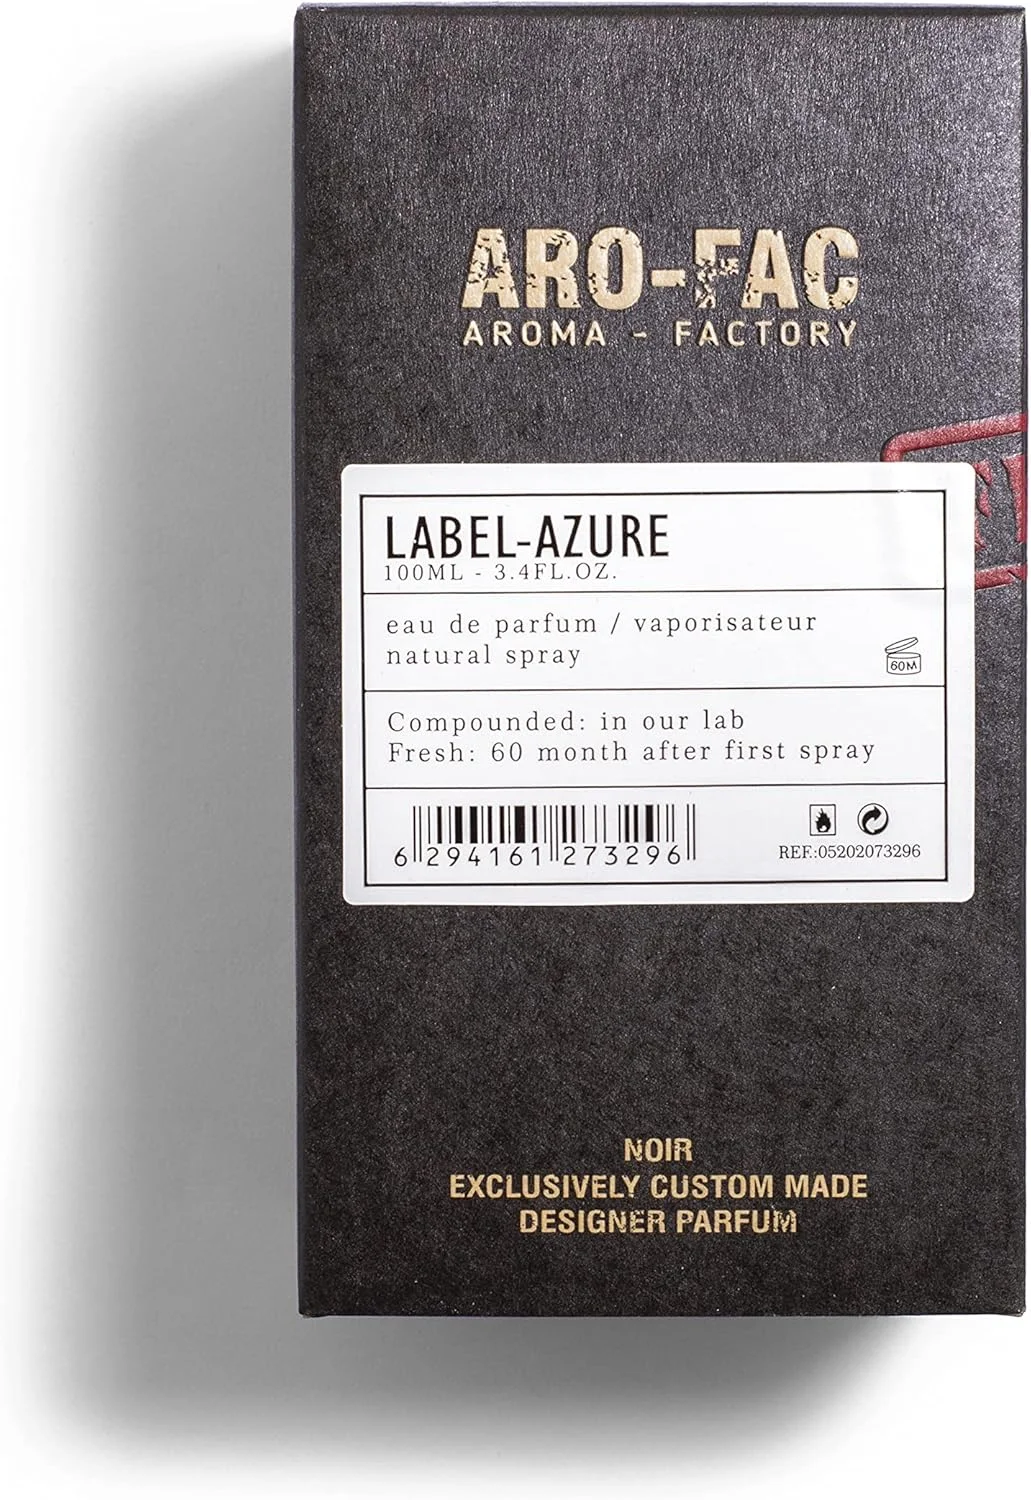 ARO-FAC
AROMA - FACTORY
LABEL-AZURE
100ML - 3.4FL.OZ.
eau de parfum / vaporisateur
natural spray
60M
Compounded: in our lab
Fresh: 60 month after first spray
6 294161 273296
REF.:05202073296
NOIR
EXCLUSIVELY CUSTOM MADE
DESIGNER PARFUM